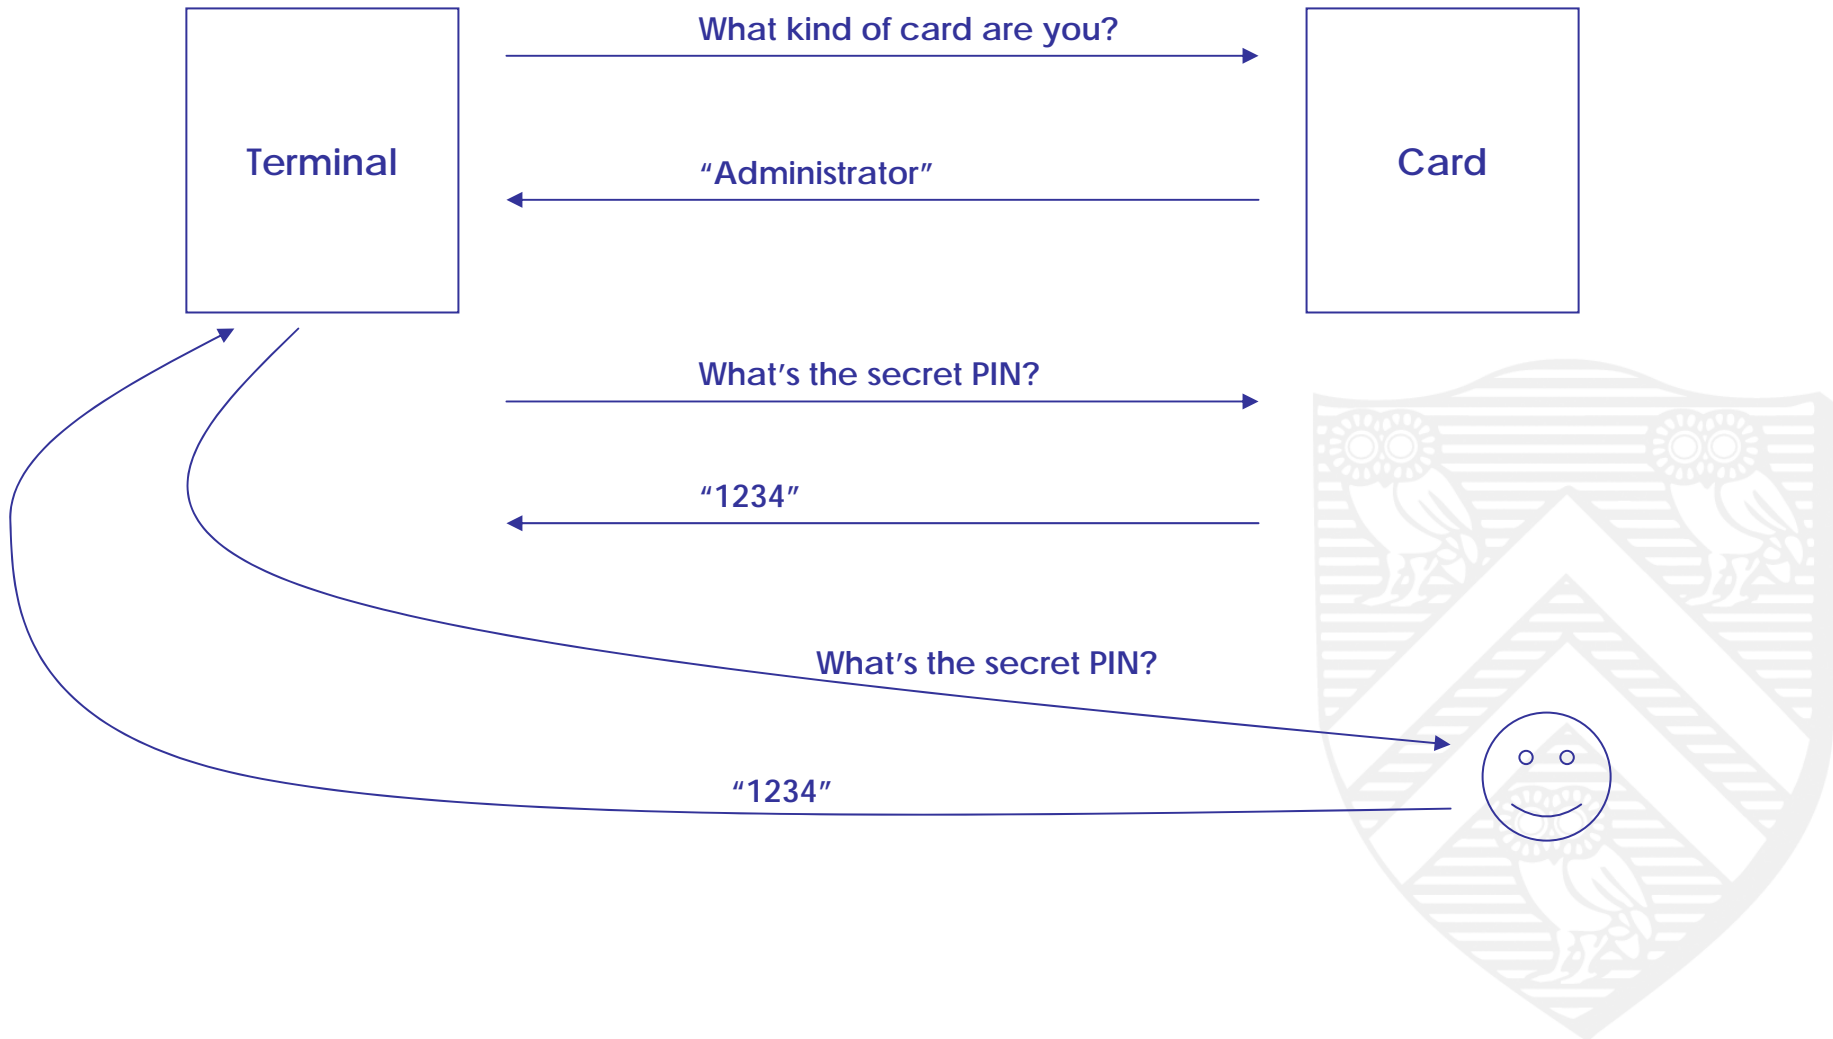 What kind of card are you?
Terminal
Card
“Administrator”
What's the secret PIN?
“1234”
What's the secret PIN?
“1234”